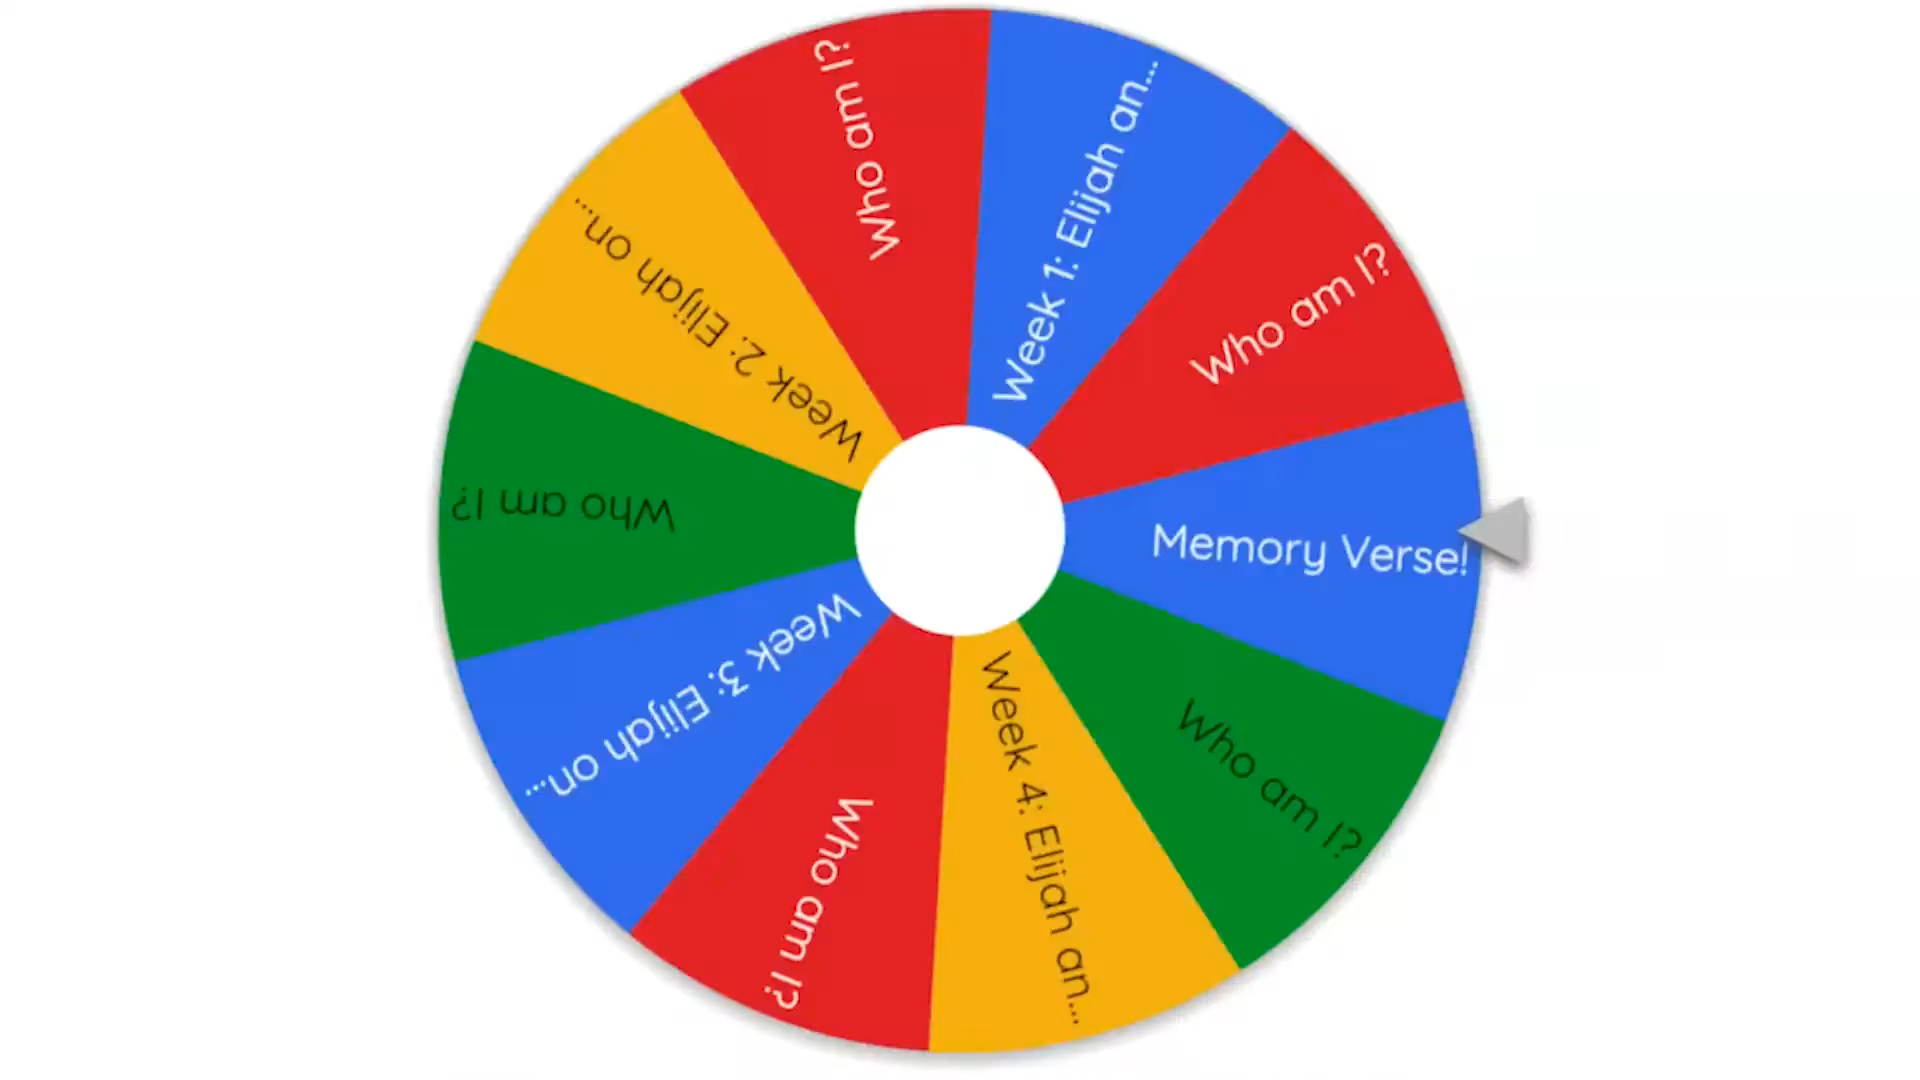 Who am I?
Week 1: Elijah an...
Who am I?
Memory Verse!
Who am I?
Week 4: Elijah an...
Who am I?
Week 3: Elijah on...
Who am I?
Week 2: Elijah on...